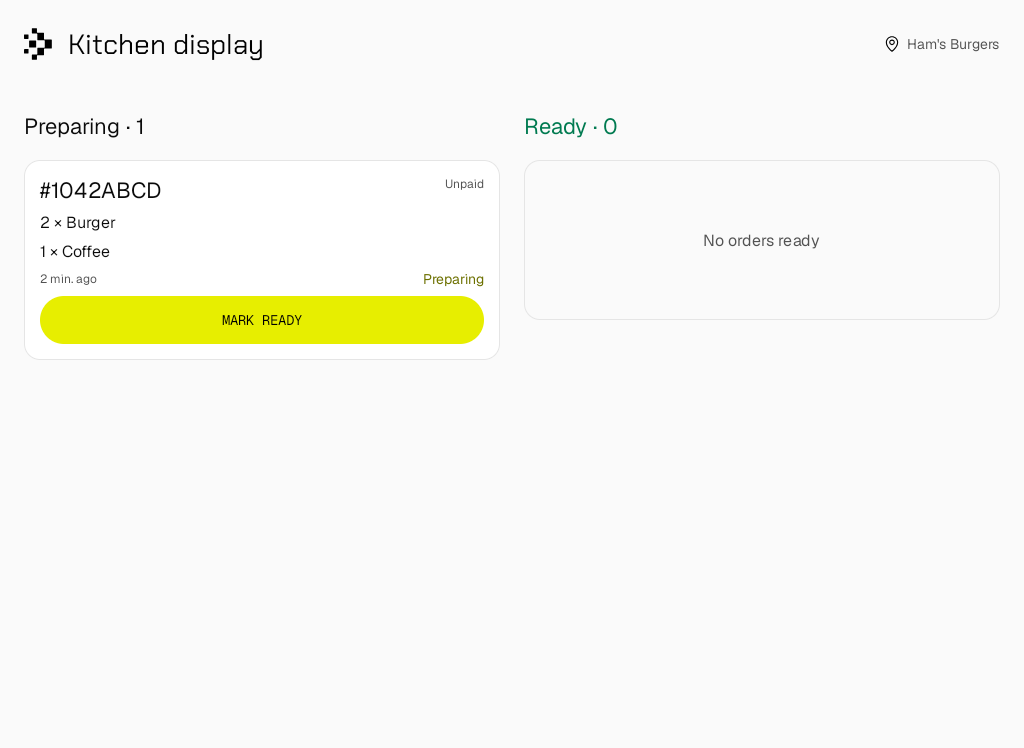 Kitchen display
Ham's Burgers
Preparing · 1
#1042ABCD
Unpaid
2 × Burger
1 × Coffee
2 min. ago
Preparing
MARK READY
Ready · 0
No orders ready